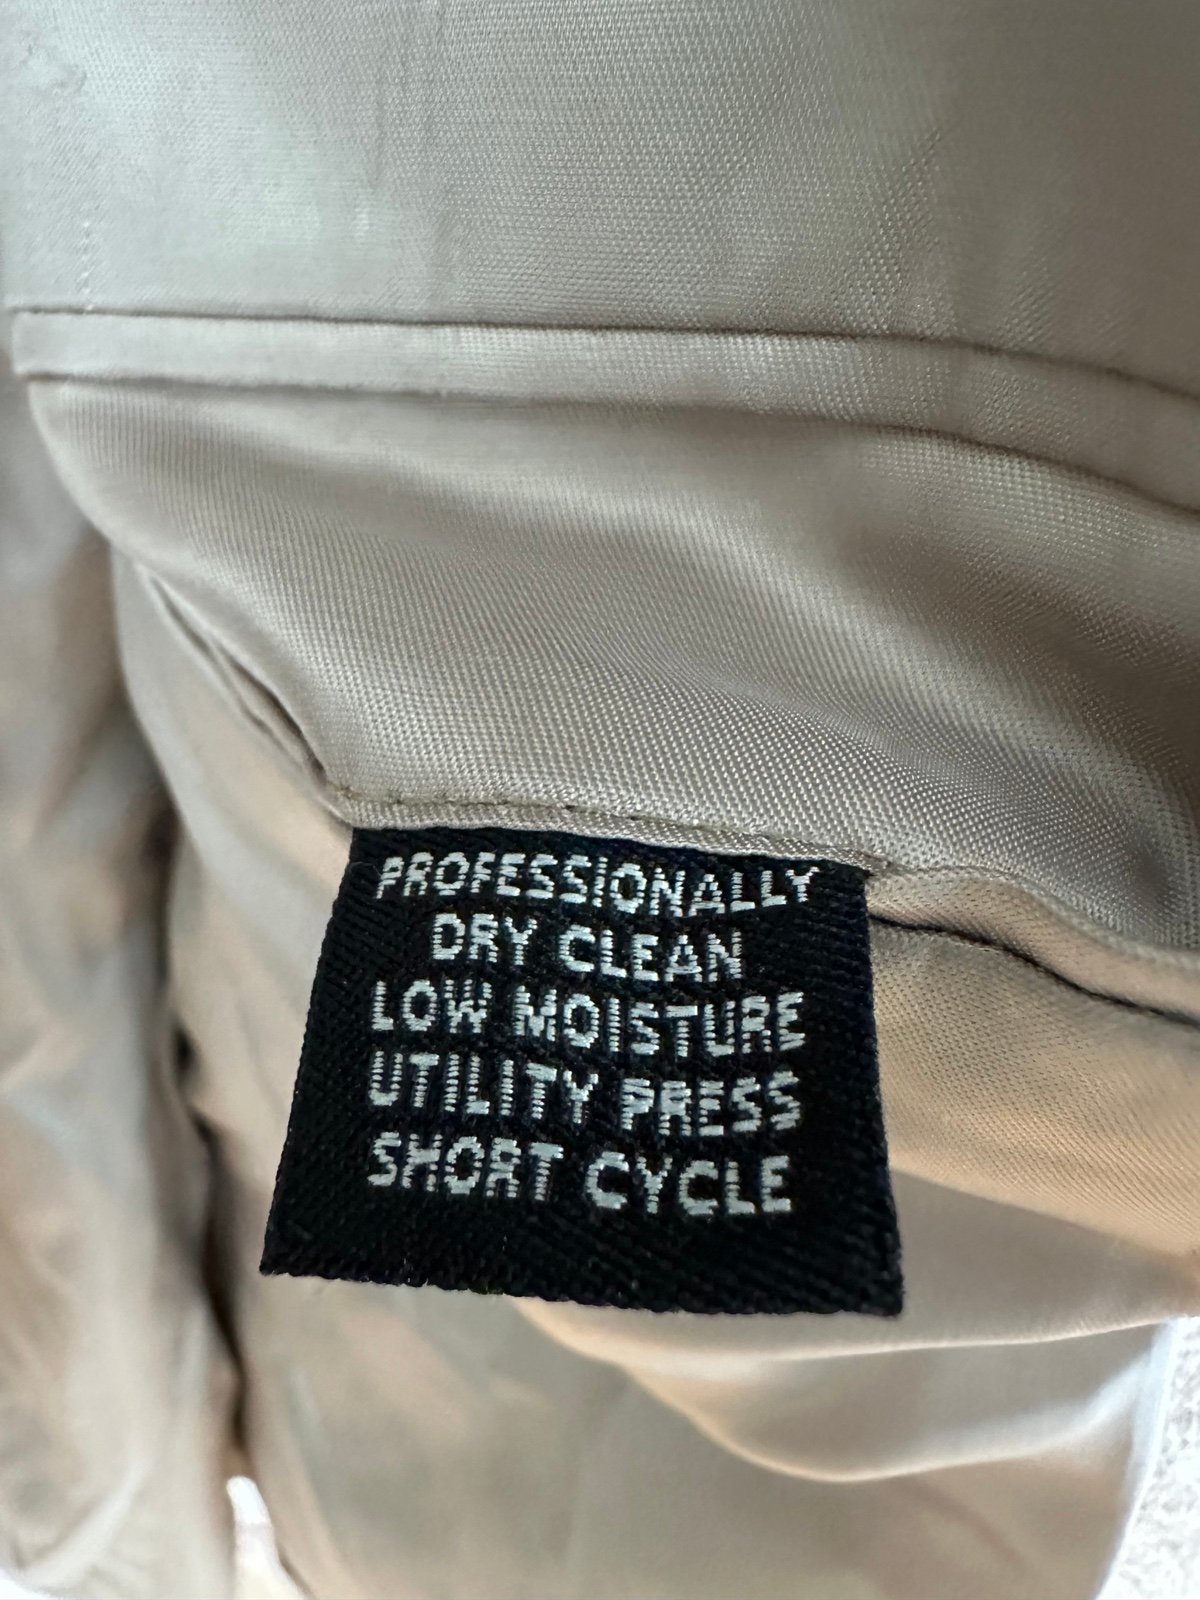 PROFESSIONALLY
DRY CLEAN
LOW MOISTURE
UTILITY PRESS
SHORT CYCLE